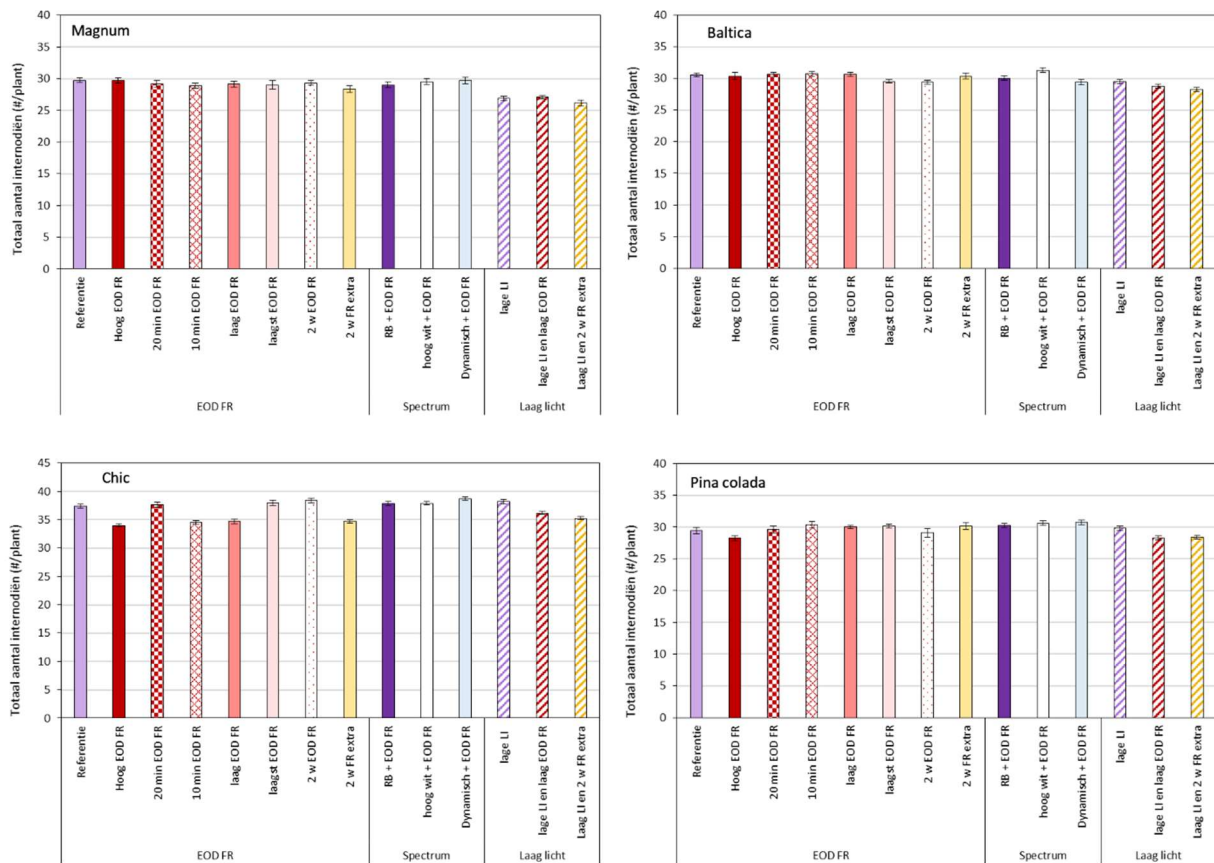 Magnum
Totaal aantal internodiën (#/plant)
40
35
30
25
20
15
10
5
0
Referentie
Hoog EOD FR
20 min EOD FR
10 min EOD FR
laag EOD FR
laagst EOD FR
2 w EOD FR
2 w FR extra
RB + EOD FR
hoog wit + EOD FR
Dynamisch + EOD FR
lage LI
lage LI en laag EOD FR
Laag LI en 2 w FR extra
EOD FR
Spectrum
Laag licht
Baltica
Totaal aantal internodiën (#/plant)
40
35
30
25
20
15
10
5
0
Referentie
Hoog EOD FR
20 min EOD FR
10 min EOD FR
laag EOD FR
laagst EOD FR
2 w EOD FR
2 w FR extra
RB + EOD FR
hoog wit + EOD FR
Dynamisch + EOD FR
lage LI
lage LI en laag EOD FR
Laag LI en 2 w FR extra
EOD FR
Spectrum
Laag licht
Chic
Totaal aantal internodiën (#/plant)
45
40
35
30
25
20
15
10
5
0
Referentie
Hoog EOD FR
20 min EOD FR
10 min EOD FR
laag EOD FR
laagst EOD FR
2 w EOD FR
2 w FR extra
RB + EOD FR
hoog wit + EOD FR
Dynamisch + EOD FR
lage LI
lage LI en laag EOD FR
Laag LI en 2 w FR extra
EOD FR
Spectrum
Laag licht
Pina colada
Totaal aantal internodiën (#/plant)
40
35
30
25
20
15
10
5
0
Referentie
Hoog EOD FR
20 min EOD FR
10 min EOD FR
laag EOD FR
laagst EOD FR
2 w EOD FR
2 w FR extra
RB + EOD FR
hoog wit + EOD FR
Dynamisch + EOD FR
lage LI
lage LI en laag EOD FR
Laag LI en 2 w FR extra
EOD FR
Spectrum
Laag licht